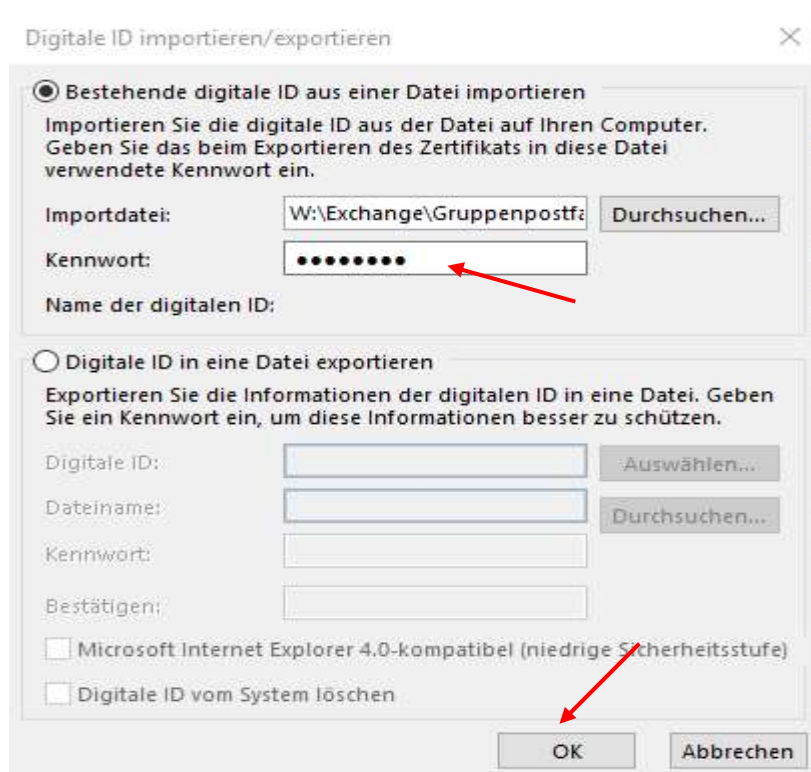 Digitale ID importieren/exportieren
Bestehende digitale ID aus einer Datei importieren
Importieren Sie die digitale ID aus der Datei auf Ihren Computer.
Geben Sie das beim Exportieren des Zertifikats in diese Datei
verwendete Kennwort ein.
Importdatei: W:\Exchange\Gruppenpostfa Durchsuchen...
Kennwort: ●●●●●●●●
Name der digitalen ID:
Digitale ID in eine Datei exportieren
Exportieren Sie die Informationen der digitalen ID in eine Datei. Geben
Sie ein Kennwort ein, um diese Informationen besser zu schützen.
Digitale ID: Auswählen...
Dateiname: Durchsuchen...
Kennwort:
Bestätigen:
Microsoft Internet Explorer 4.0-kompatibel (niedrige Sicherheitsstufe)
Digitale ID vom System löschen
OK Abbrechen